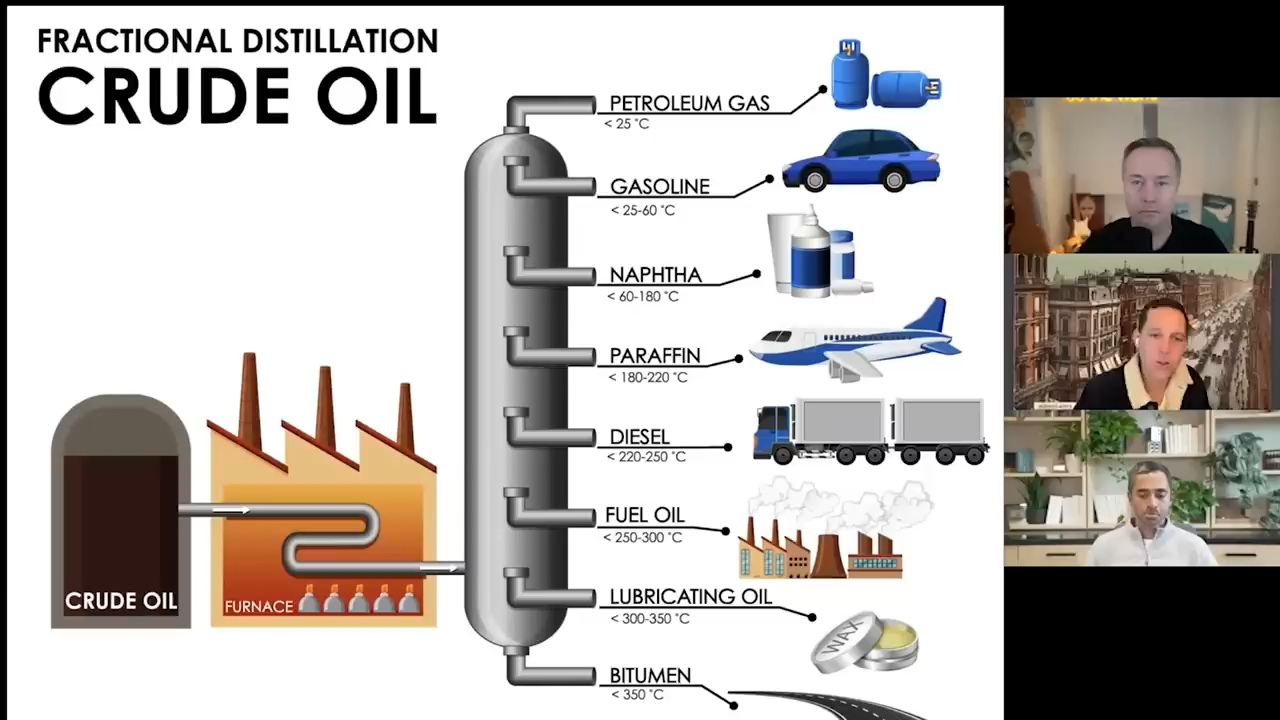 FRACTIONAL DISTILLATION
CRUDE OIL
PETROLEUM GAS
< 25 °C
GASOLINE
< 25-60 °C
NAPHTHA
< 60-180 °C
PARAFFIN
< 180-220 °C
DIESEL
< 220-250 °C
FUEL OIL
< 250-300 °C
LUBRICATING OIL
< 300-350 °C
WAX
BITUMEN
< 350 °C
CRUDE OIL
FURNACE